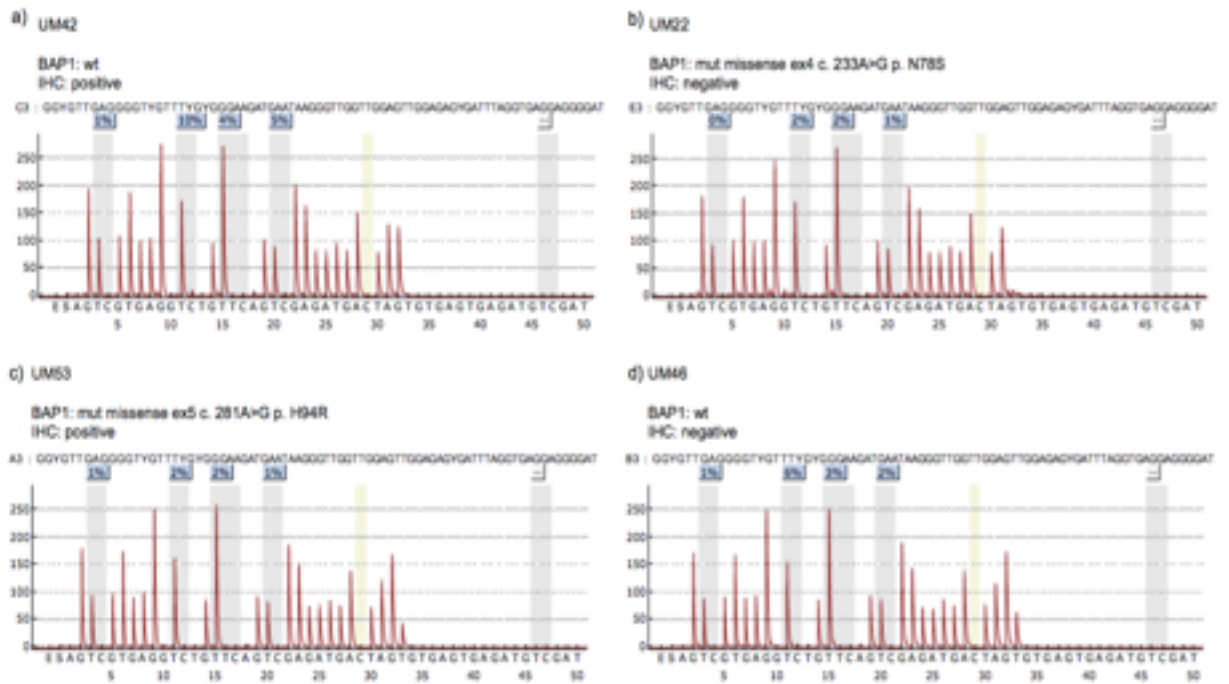 a) UM42
BAP1: wt
IHC: positive
C3 : GGYGTTGAGGGGTYGTTTYGYGGGAAGATGAATAAGGGTTGGTTGGAGTTGGAGAGYGATTTAGGTGAGGAGGGGAT
1% 10% 4% 5% --
250
200
150
100
50
0
E S A G T C G T G A G G T C T G T T C A G T C G A G A T G A C T A G T G T G A G T G A G A T G T C G A T
5 10 15 20 25 30 35 40 45 50
b) UM22
BAP1: mut missense ex4 c. 233A>G p. N78S
IHC: negative
E3 : GGYGTTGAGGGGTYGTTTYGYGGGAAGATGAATAAGGGTTGGTTGGAGTTGGAGAGYGATTTAGGTGAGGAGGGGAT
0% 2% 2% 1% --
250
200
150
100
50
0
E S A G T C G T G A G G T C T G T T C A G T C G A G A T G A C T A G T G T G A G T G A G A T G T C G A T
5 10 15 20 25 30 35 40 45 50
c) UM53
BAP1: mut missense ex5 c. 281A>G p. H94R
IHC: positive
A3 : GGYGTTGAGGGGTYGTTTYGYGGGAAGATGAATAAGGGTTGGTTGGAGTTGGAGAGYGATTTAGGTGAGGAGGGGAT
1% 2% 2% 1% --
250
200
150
100
50
0
E S A G T C G T G A G G T C T G T T C A G T C G A G A T G A C T A G T G T G A G T G A G A T G T C G A T
5 10 15 20 25 30 35 40 45 50
d) UM46
BAP1: wt
IHC: negative
B3 : GGYGTTGAGGGGTYGTTTYGYGGGAAGATGAATAAGGGTTGGTTGGAGTTGGAGAGYGATTTAGGTGAGGAGGGGAT
1% 6% 3% 2% --
250
200
150
100
50
0
E S A G T C G T G A G G T C T G T T C A G T C G A G A T G A C T A G T G T G A G T G A G A T G T C G A T
5 10 15 20 25 30 35 40 45 50